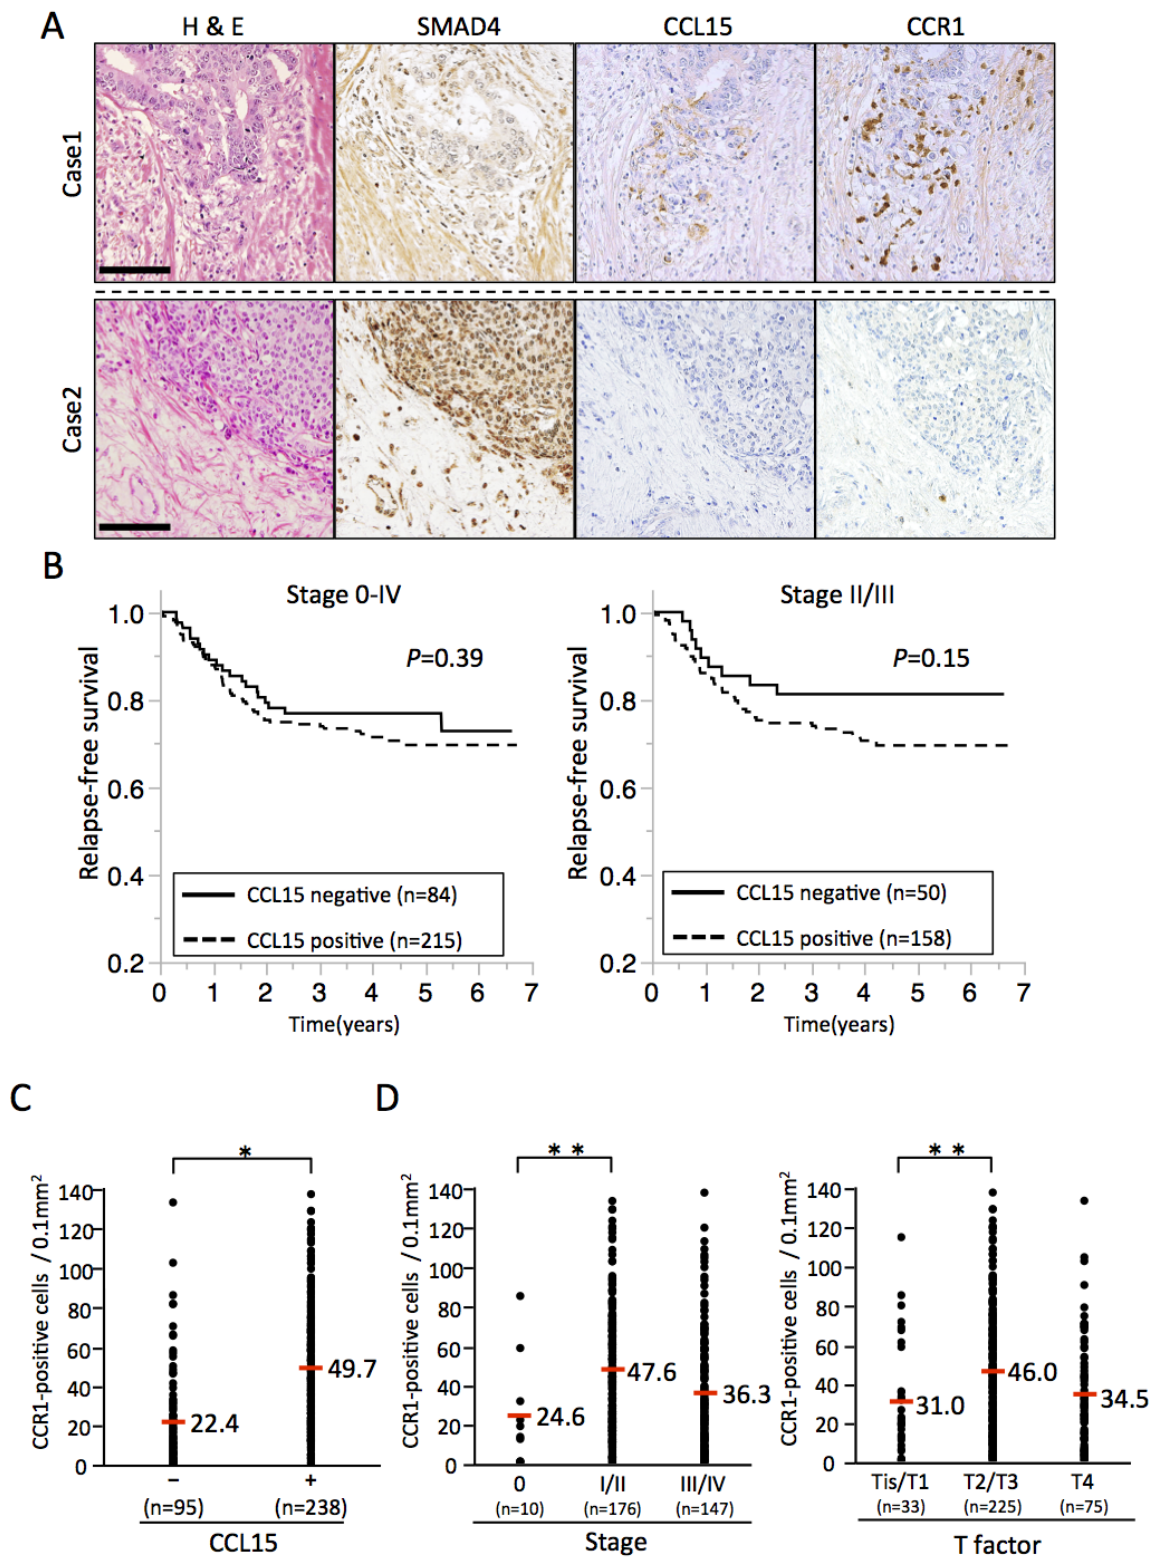 A
H & E
SMAD4
CCL15
CCR1
Case1
Case2
B
Stage 0-IV
Relapse-free survival
1.0
0.8
0.6
0.4
0.2
P=0.39
CCL15 negative (n=84)
CCL15 positive (n=215)
0 1 2 3 4 5 6 7
Time(years)
Stage II/III
Relapse-free survival
1.0
0.8
0.6
0.4
0.2
P=0.15
CCL15 negative (n=50)
CCL15 positive (n=158)
0 1 2 3 4 5 6 7
Time(years)
C
*
CCR1-positive cells / 0.1mm²
140
120
100
80
60
40
20
0
22.4
49.7
− +
(n=95) (n=238)
CCL15
D
* *
CCR1-positive cells / 0.1mm²
140
120
100
80
60
40
20
0
24.6
47.6
36.3
0 I/II III/IV
(n=10) (n=176) (n=147)
Stage
* *
CCR1-positive cells / 0.1mm²
140
120
100
80
60
40
20
0
31.0
46.0
34.5
Tis/T1 T2/T3 T4
(n=33) (n=225) (n=75)
T factor